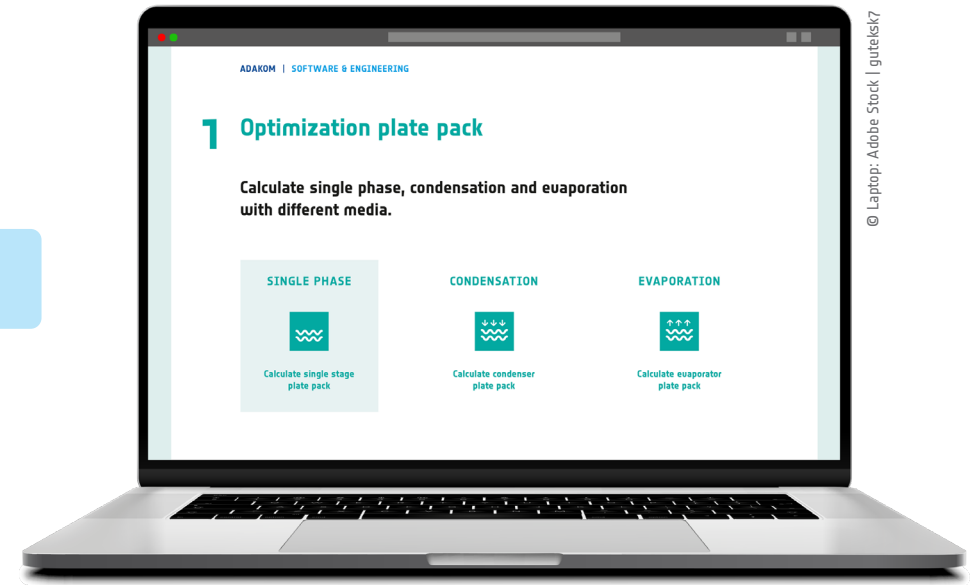 ADAKOM | SOFTWARE & ENGINEERING
1 Optimization plate pack
Calculate single phase, condensation and evaporation
with different media.
SINGLE PHASE
Calculate single stage
plate pack
CONDENSATION
Calculate condenser
plate pack
EVAPORATION
Calculate evaporator
plate pack
© Laptop: Adobe Stock | guteksk7